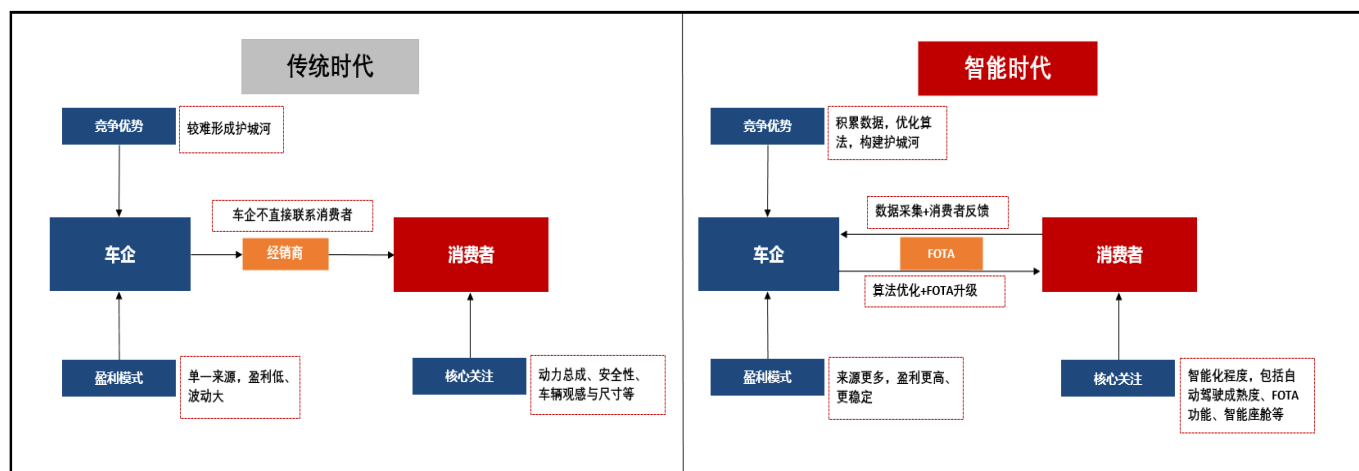 传统时代
竞争优势
较难形成护城河
车企不直接联系消费者
车企
经销商
消费者
盈利模式
单一来源，盈利低、
波动大
核心关注
动力总成、安全性、
车辆观感与尺寸等
智能时代
竞争优势
积累数据，优化算
法，构建护城河
数据采集+消费者反馈
车企
FOTA
消费者
算法优化+FOTA升级
盈利模式
来源更多，盈利更高、
更稳定
核心关注
智能化程度，包括自
动驾驶成熟度、FOTA
功能、智能座舱等